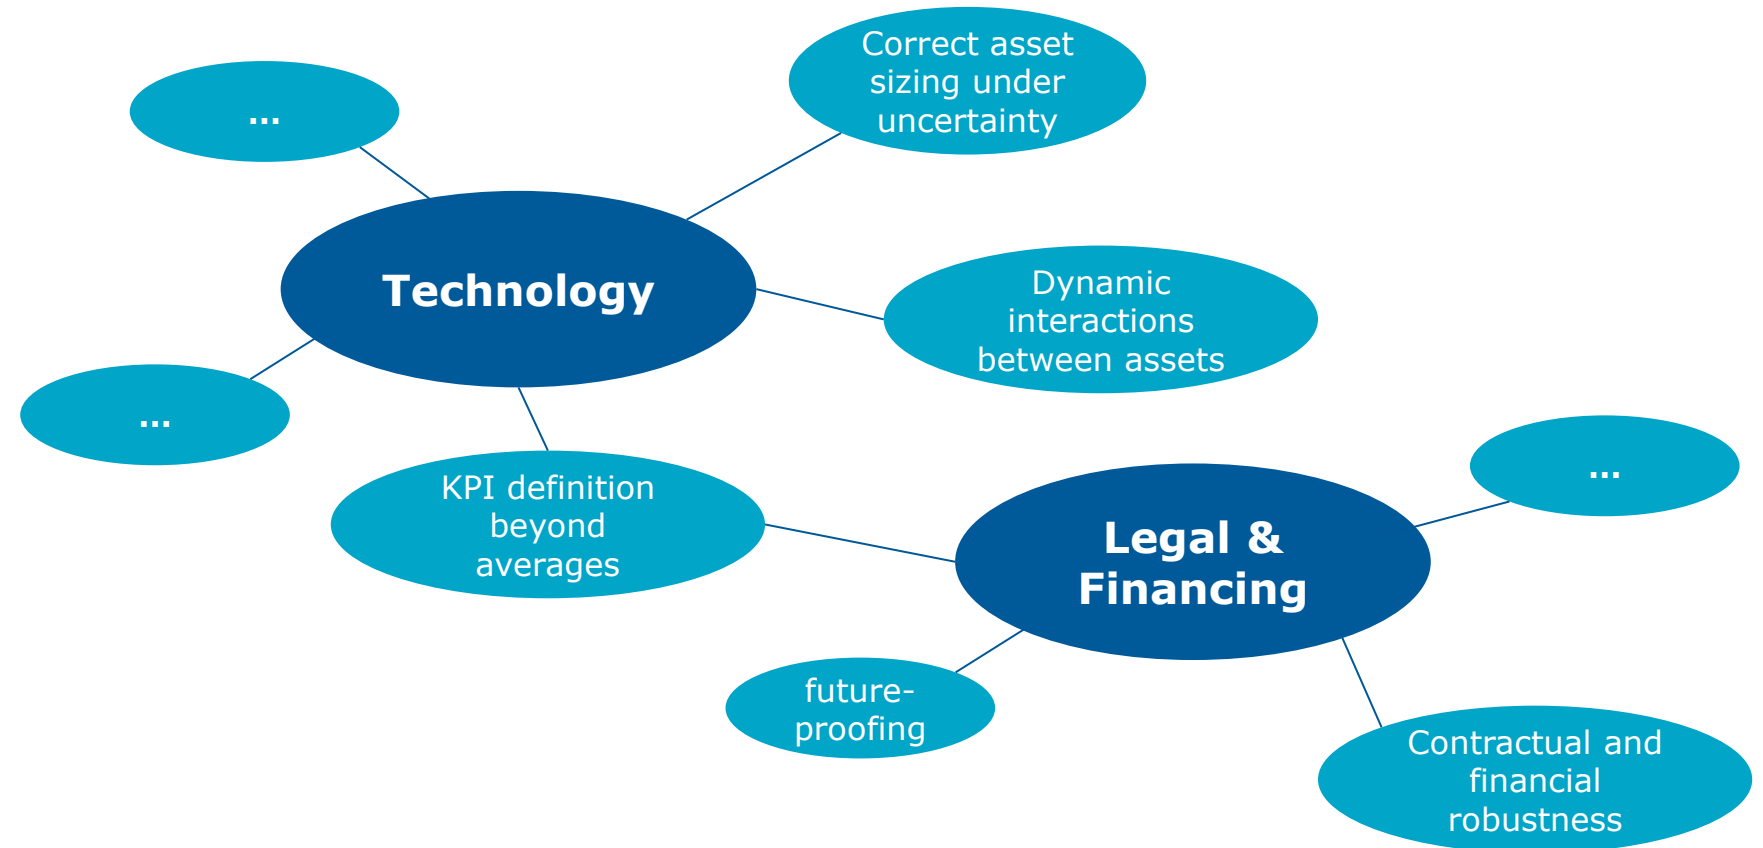 Correct asset
sizing under
uncertainty
...
Technology
Dynamic
interactions
between assets
...
KPI definition
beyond
averages
...
Legal &
Financing
future-
proofing
Contractual and
financial
robustness